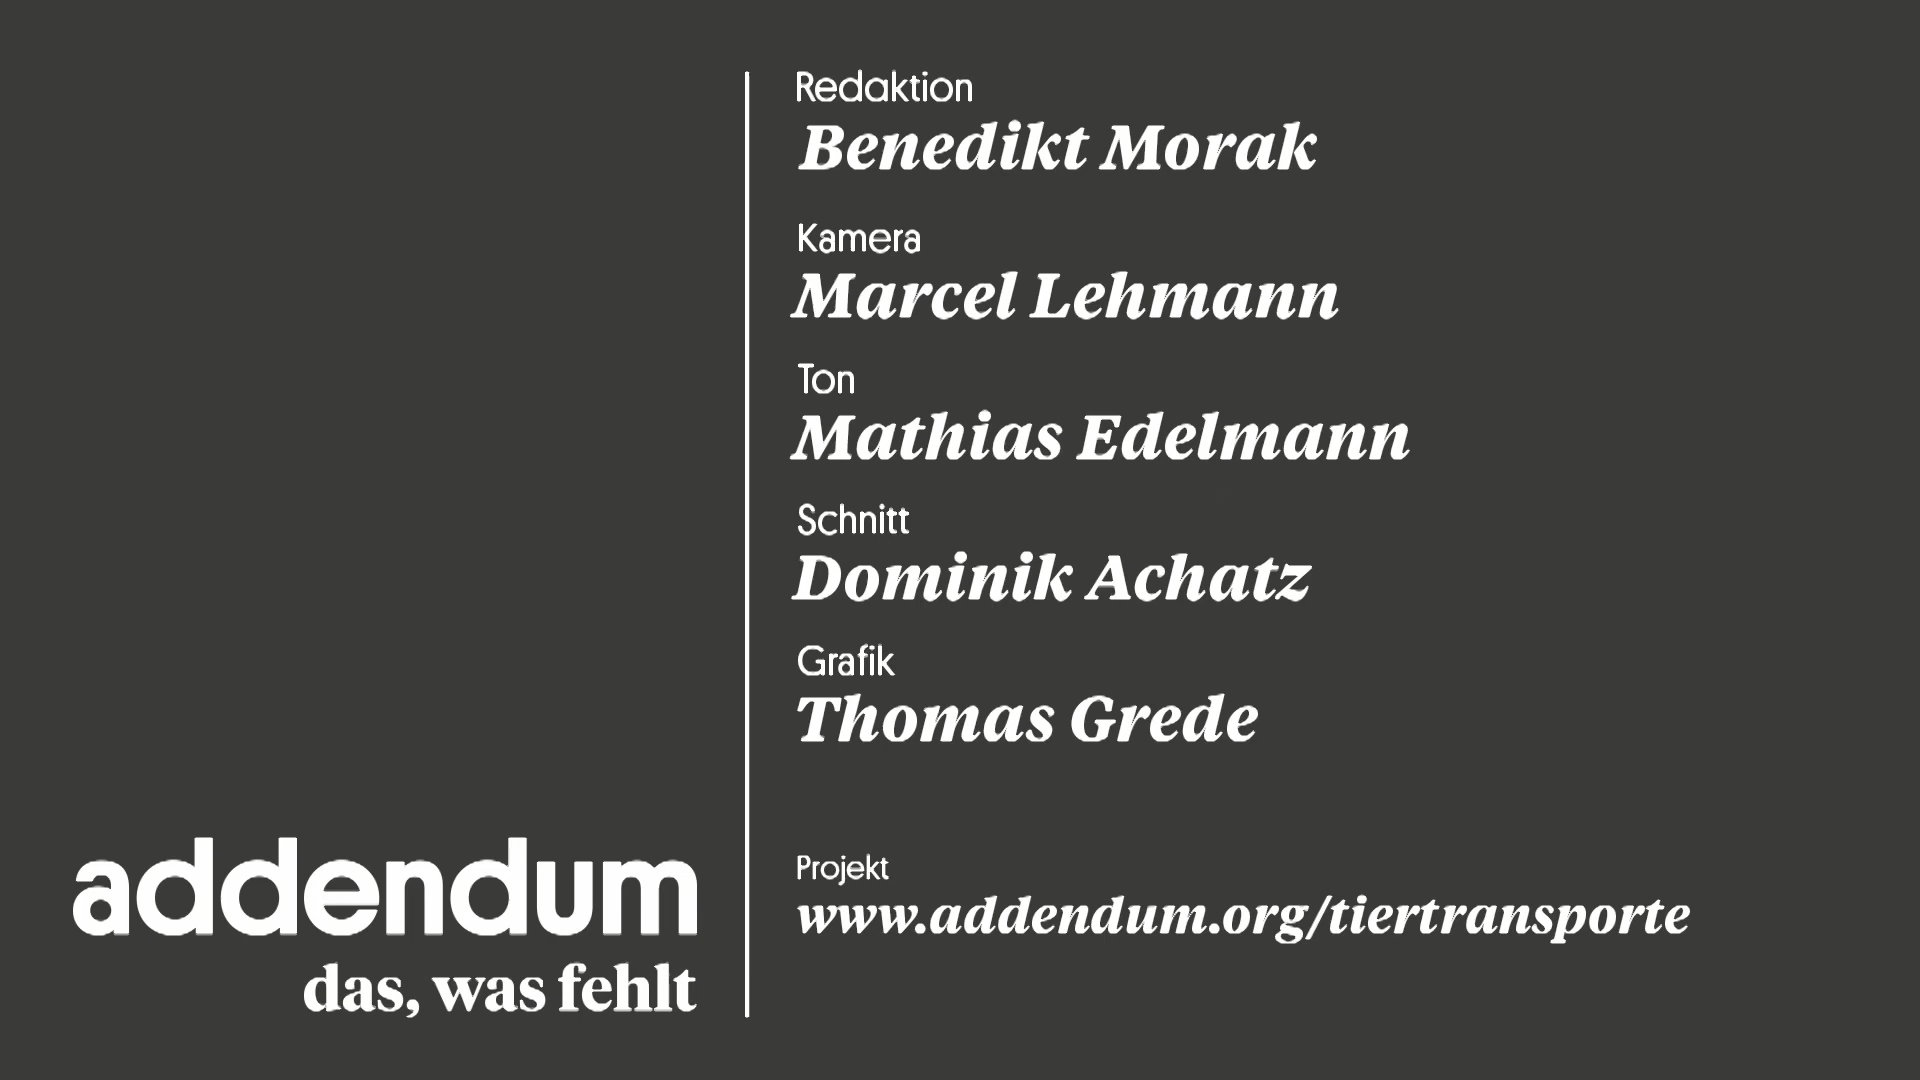 Redaktion
Benedikt Morak
Kamera
Marcel Lehmann
Ton
Mathias Edelmann
Schnitt
Dominik Achatz
Grafik
Thomas Grede
Projekt
www.addendum.org/tiertransporte
addendum
das, was fehlt